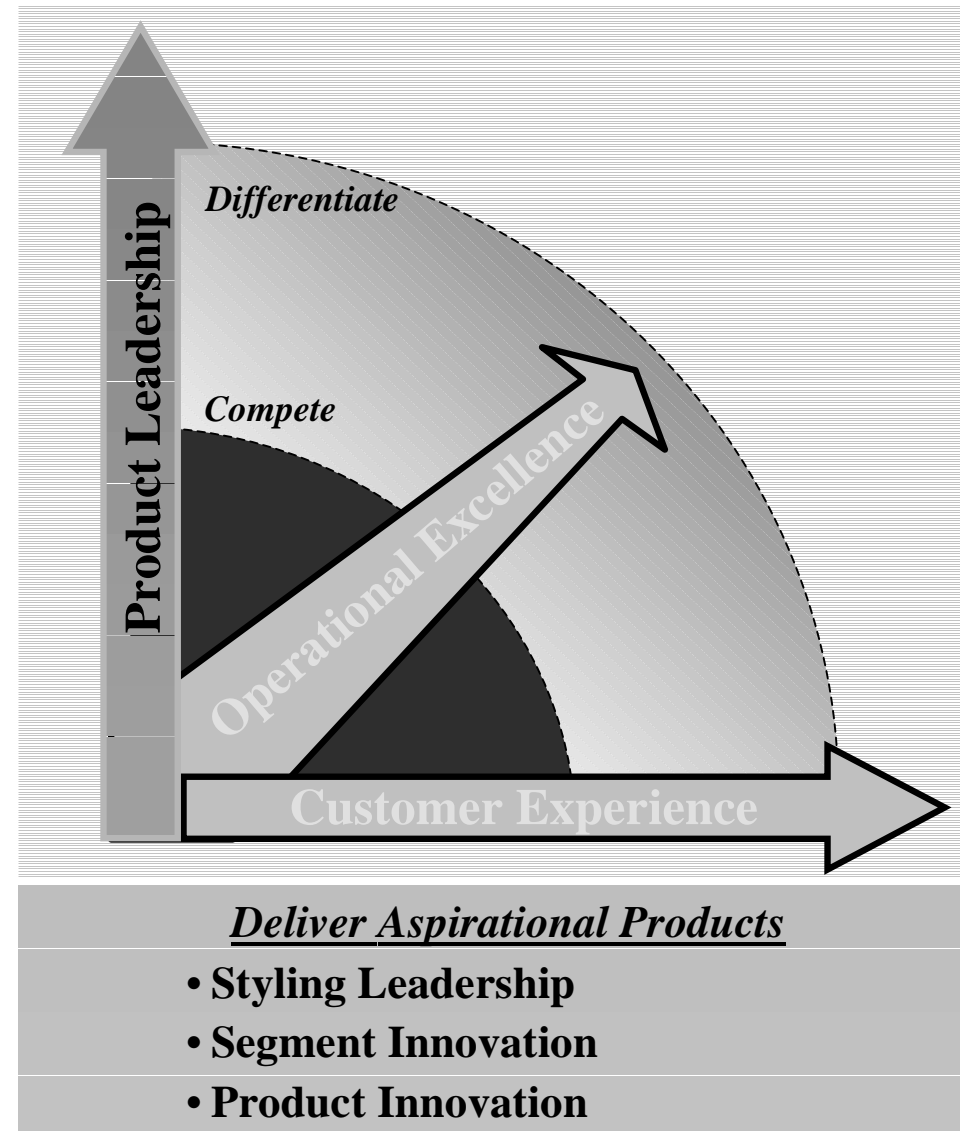 Differentiate
Product Leadership
Compete
Operational Excellence
Customer Experience
Deliver Aspirational Products
• Styling Leadership
• Segment Innovation
• Product Innovation